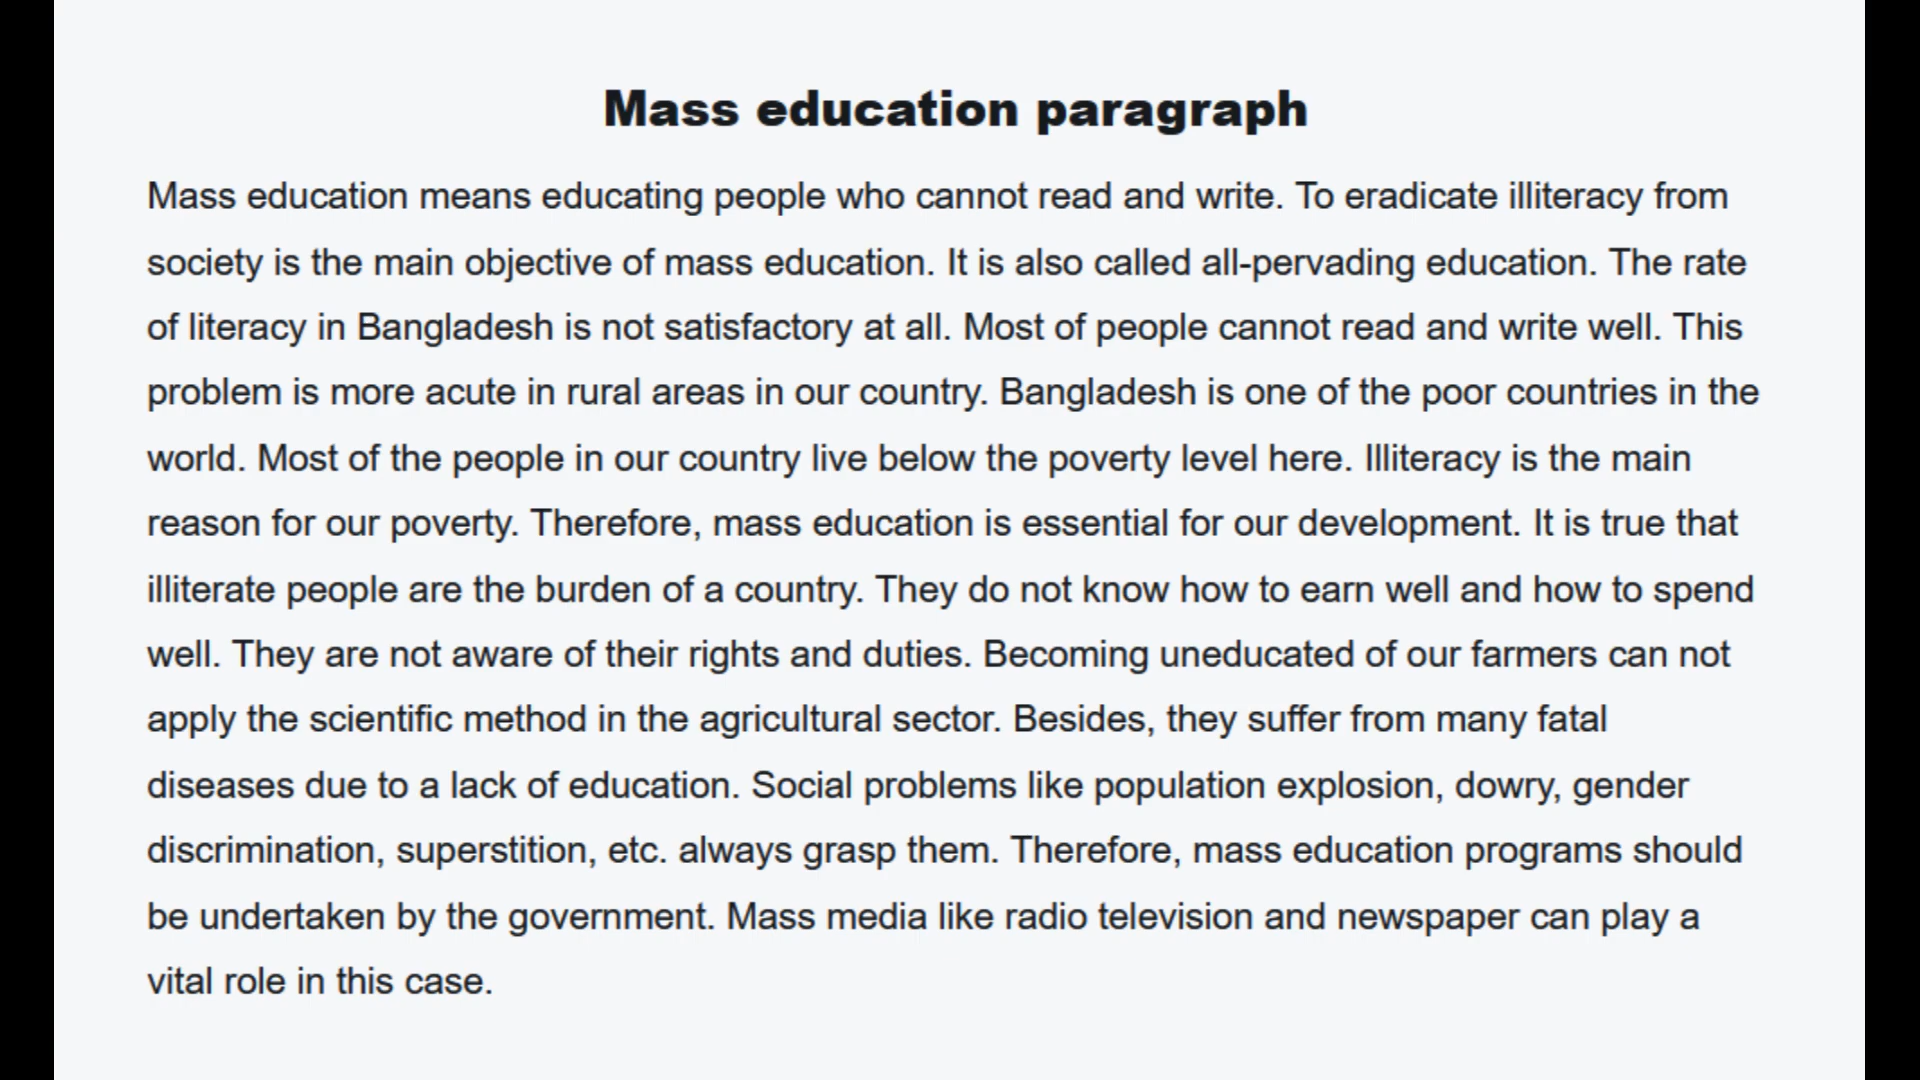 Mass education paragraph
Mass education means educating people who cannot read and write. To eradicate illiteracy from
society is the main objective of mass education. It is also called all-pervading education. The rate
of literacy in Bangladesh is not satisfactory at all. Most of people cannot read and write well. This
problem is more acute in rural areas in our country. Bangladesh is one of the poor countries in the
world. Most of the people in our country live below the poverty level here. Illiteracy is the main
reason for our poverty. Therefore, mass education is essential for our development. It is true that
illiterate people are the burden of a country. They do not know how to earn well and how to spend
well. They are not aware of their rights and duties. Becoming uneducated of our farmers can not
apply the scientific method in the agricultural sector. Besides, they suffer from many fatal
diseases due to a lack of education. Social problems like population explosion, dowry, gender
discrimination, superstition, etc. always grasp them. Therefore, mass education programs should
be undertaken by the government. Mass media like radio television and newspaper can play a
vital role in this case.